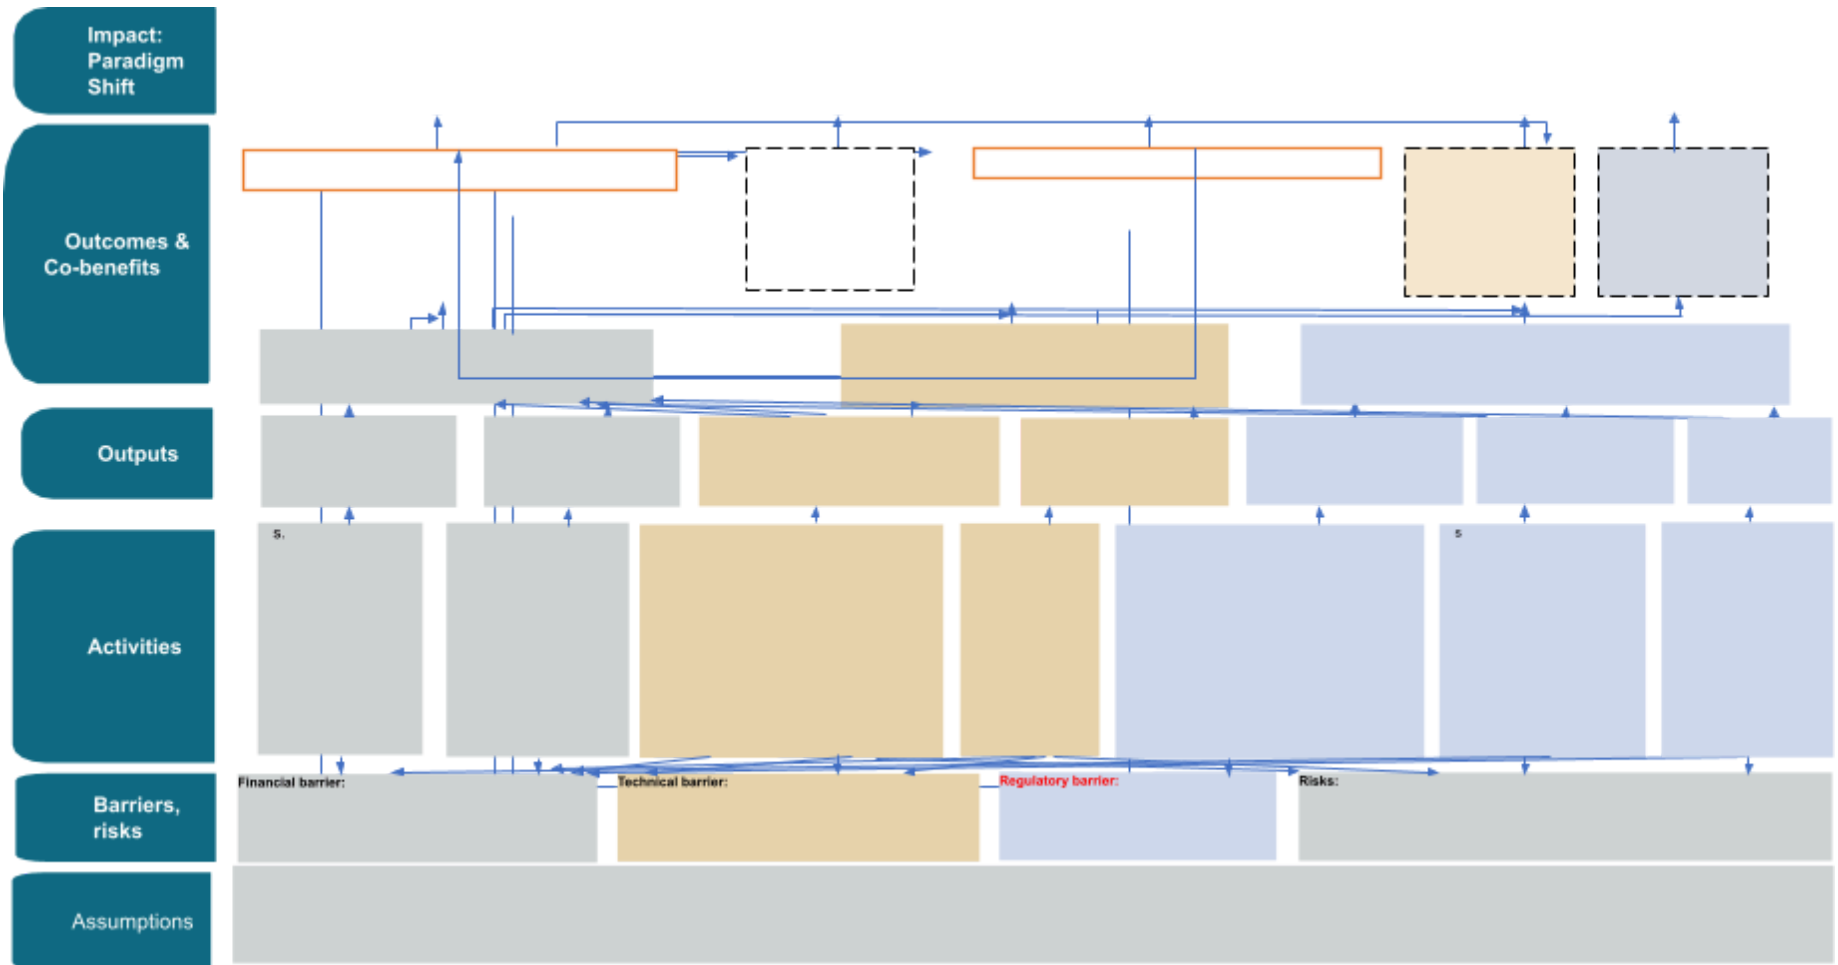 Impact:
Paradigm
Shift
Outcomes &
Co-benefits
Outputs
s.
s
Activities
Financial barrier:
Technical barrier:
Regulatory barrier:
Risks:
Barriers,
risks
Assumptions